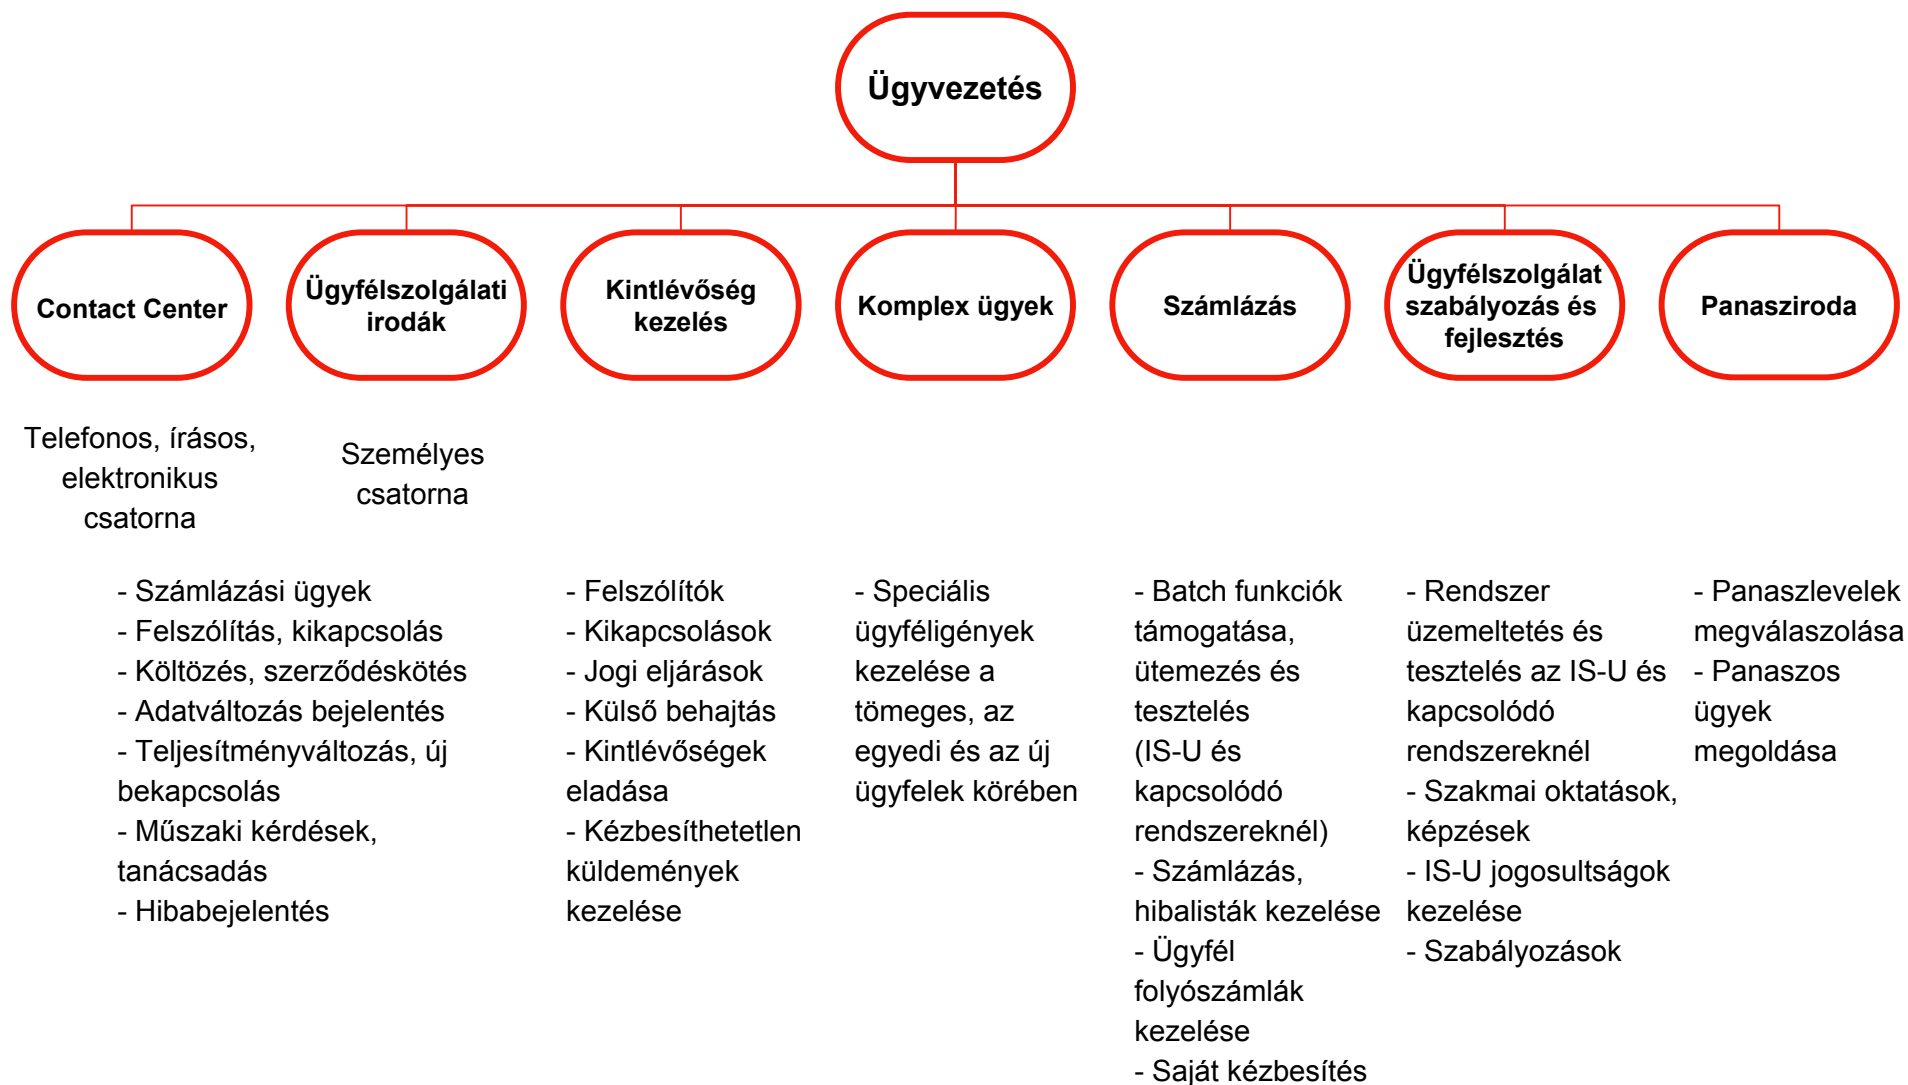 Ügyvezetés
Contact Center
Ügyfélszolgálati
irodák
Kintlévőség
kezelés
Komplex ügyek
Számlázás
Ügyfélszolgálat
szabályozás és
fejlesztés
Panasziroda
Telefonos, írásos,
elektronikus
csatorna
Személyes
csatorna
- Számlázási ügyek
- Felszólítás, kikapcsolás
- Költözés, szerződéskötés
- Adatváltozás bejelentés
- Teljesítményváltozás, új
bekapcsolás
- Műszaki kérdések,
tanácsadás
- Hibabejelentés
- Felszólítók
- Kikapcsolások
- Jogi eljárások
- Külső behajtás
- Kintlévőségek
eladása
- Kézbesíthetetlen
küldemények
kezelése
- Speciális
ügyféligények
kezelése a
tömeges, az
egyedi és az új
ügyfelek körében
- Batch funkciók
támogatása,
ütemezés és
tesztelés
(IS-U és
kapcsolódó
rendszereknél)
- Számlázás,
hibalisták kezelése
- Ügyfél
folyószámlák
kezelése
- Saját kézbesítés
- Rendszer
üzemeltetés és
tesztelés az IS-U és
kapcsolódó
rendszereknél
- Szakmai oktatások,
képzések
- IS-U jogosultságok
kezelése
- Szabályozások
- Panaszlevelek
megválaszolása
- Panaszos
ügyek
megoldása